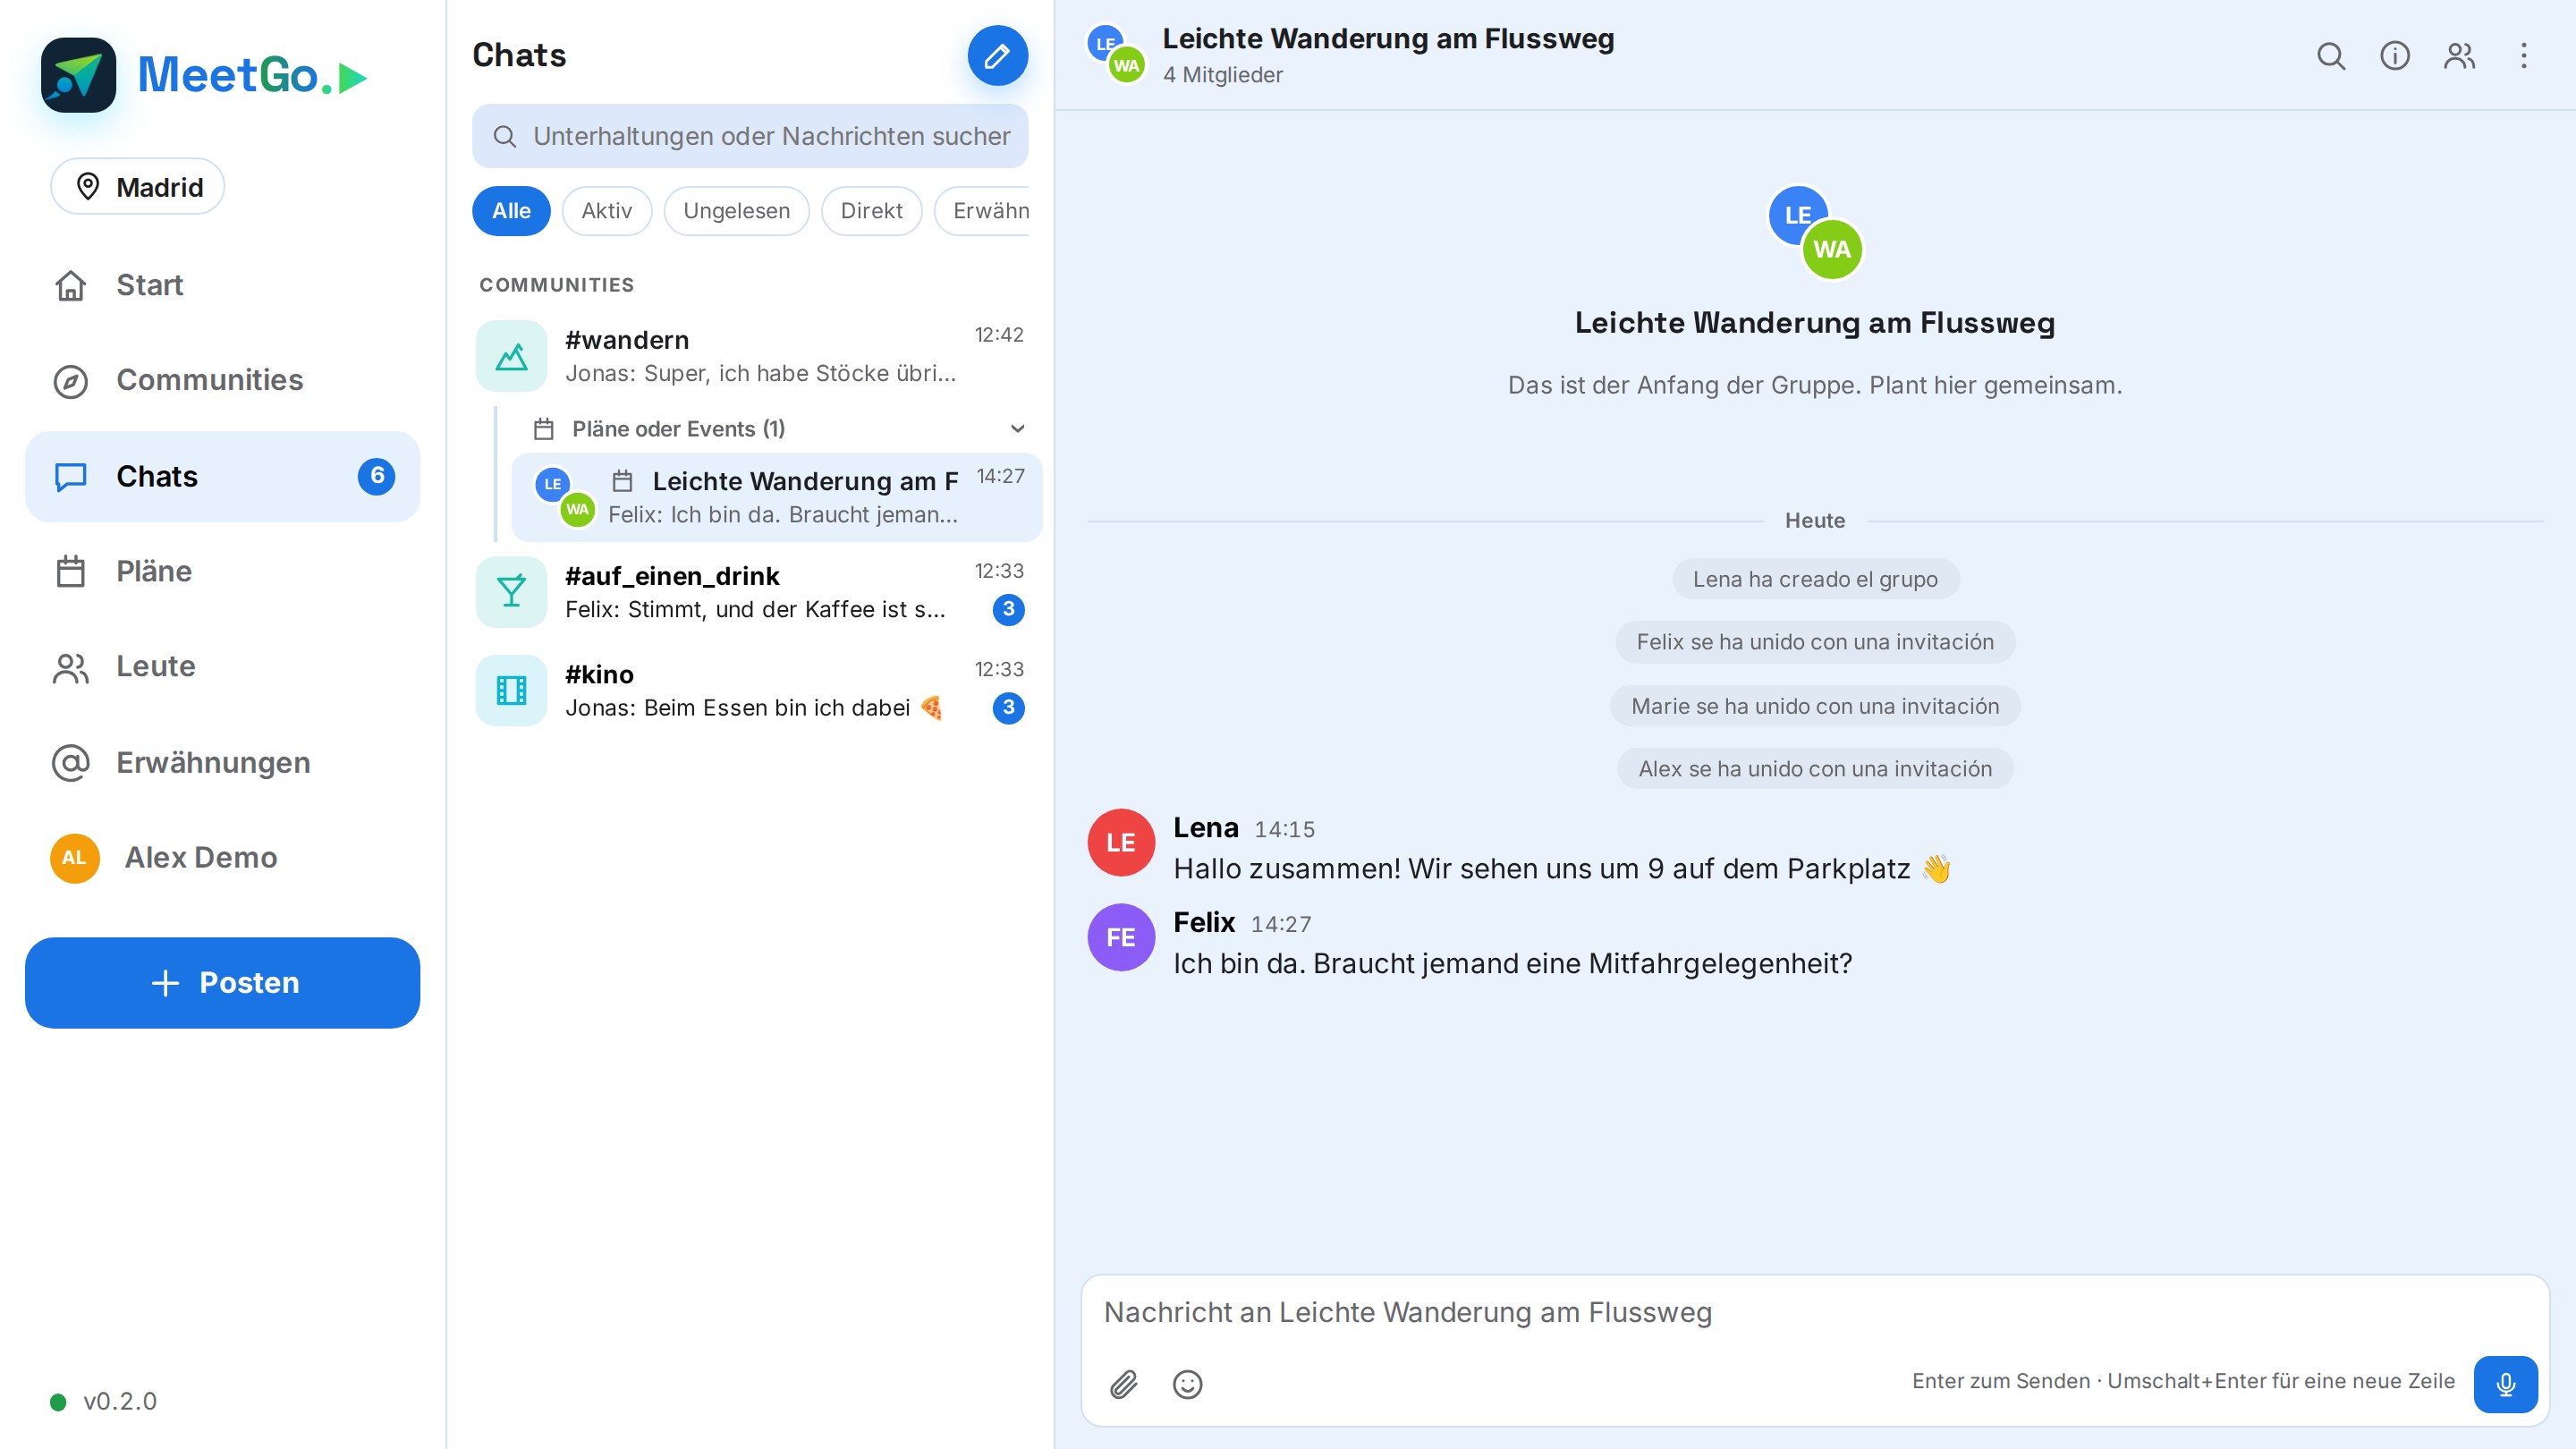 MeetGo.
Madrid
Start
Communities
Chats
6
Pläne
Leute
Erwähnungen
AL
Alex Demo
Posten
v0.2.0
Chats
Unterhaltungen oder Nachrichten sucher
Alle
Aktiv
Ungelesen
Direkt
Erwähn
COMMUNITIES
#wandern
12:42
Jonas: Super, ich habe Stöcke übri...
Pläne oder Events (1)
LE
WA
Leichte Wanderung am F
14:27
Felix: Ich bin da. Braucht jeman...
#auf_einen_drink
12:33
Felix: Stimmt, und der Kaffee ist s...
3
#kino
12:33
Jonas: Beim Essen bin ich dabei 🍕
3
LE
WA
Leichte Wanderung am Flussweg
4 Mitglieder
LE
WA
Leichte Wanderung am Flussweg
Das ist der Anfang der Gruppe. Plant hier gemeinsam.
Heute
Lena ha creado el grupo
Felix se ha unido con una invitación
Marie se ha unido con una invitación
Alex se ha unido con una invitación
LE
Lena 14:15
Hallo zusammen! Wir sehen uns um 9 auf dem Parkplatz 👋
FE
Felix 14:27
Ich bin da. Braucht jemand eine Mitfahrgelegenheit?
Nachricht an Leichte Wanderung am Flussweg
Enter zum Senden · Umschalt+Enter für eine neue Zeile